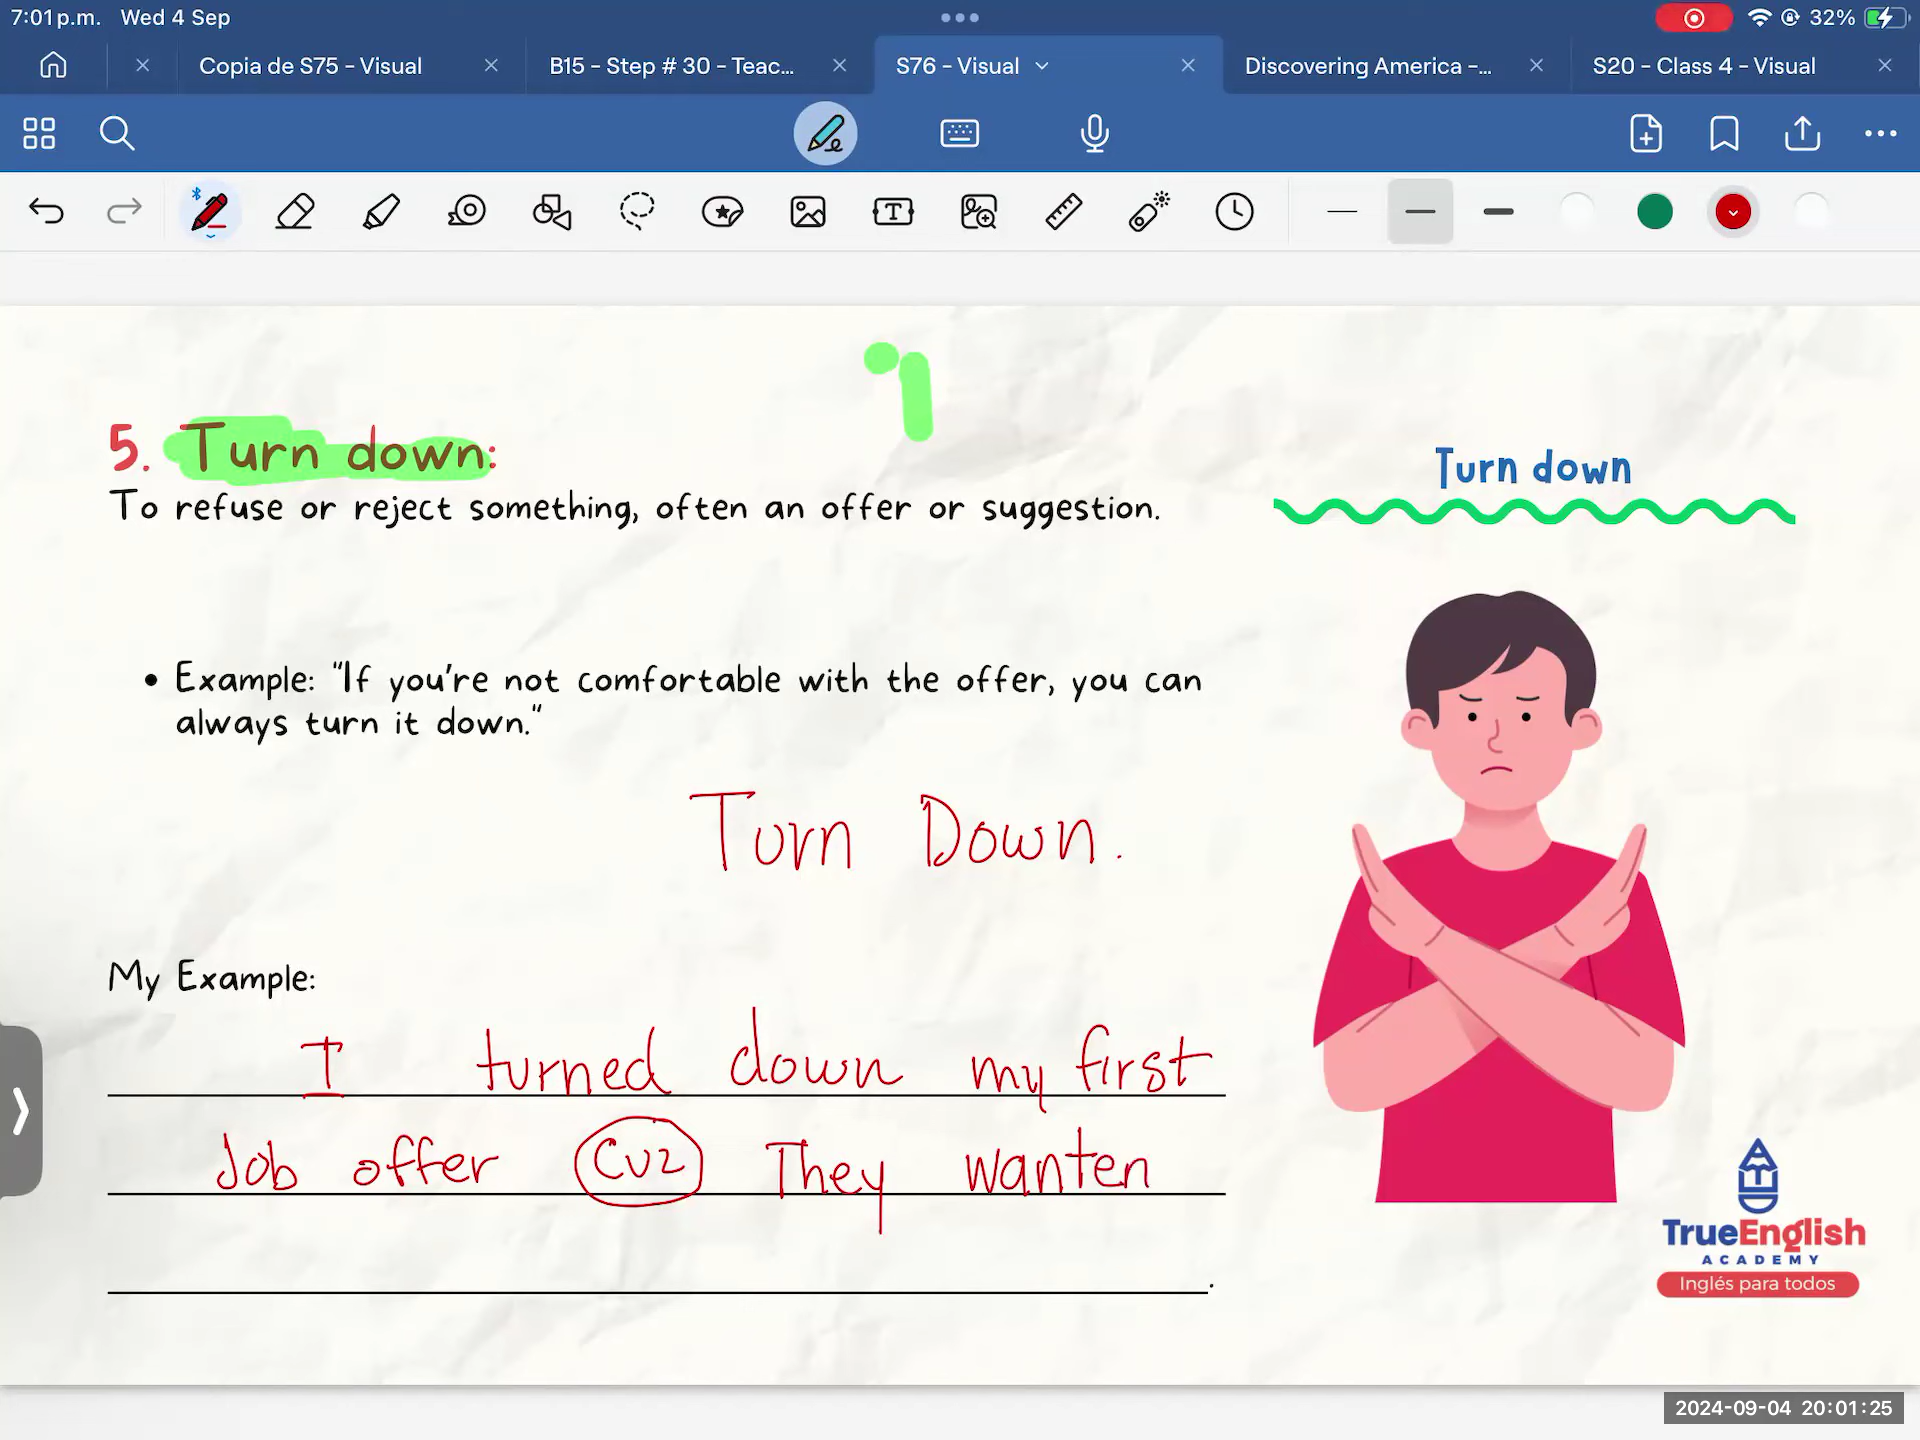 7:01 p.m. Wed 4 Sep
32%
Copia de S75 – Visual
B15 – Step # 30 – Teac...
S76 – Visual
Discovering America –...
S20 – Class 4 – Visual
5. Turn down:
To refuse or reject something, often an offer or suggestion.
• Example: "If you're not comfortable with the offer, you can
always turn it down."
Turn Down.
My Example:
I turned down my first
Job offer Cuz They wanten
Turn down
TrueEnglish
ACADEMY
Inglés para todos
2024-09-04 20:01:25